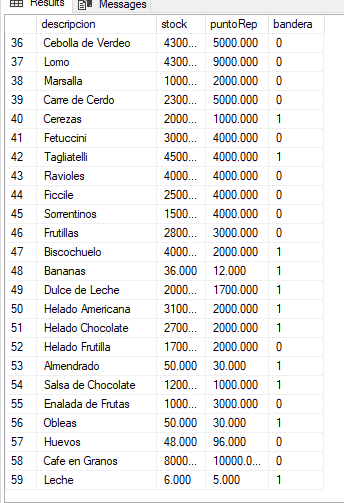 Results Messages
descripcion stock puntoRep bandera
36 Cebolla de Verdeo 4300... 5000.000 0
37 Lomo 4300... 9000.000 0
38 Marsalla 1000... 2000.000 0
39 Carre de Cerdo 2300... 5000.000 0
40 Cerezas 2000... 1000.000 1
41 Fetuccini 3000... 4000.000 0
42 Tagliatelli 4500... 4000.000 1
43 Ravioles 4000... 4000.000 0
44 Ficcile 2500... 4000.000 0
45 Sorrentinos 1500... 4000.000 0
46 Frutillas 2800... 3000.000 0
47 Biscochuelo 4000... 2000.000 1
48 Bananas 36.000 12.000 1
49 Dulce de Leche 2000... 1700.000 1
50 Helado Americana 3100... 2000.000 1
51 Helado Chocolate 2700... 2000.000 1
52 Helado Frutilla 1700... 2000.000 0
53 Almendrado 50.000 30.000 1
54 Salsa de Chocolate 1200... 1000.000 1
55 Enalada de Frutas 1000... 3000.000 0
56 Obleas 50.000 30.000 1
57 Huevos 48.000 96.000 0
58 Cafe en Granos 8000... 10000.0... 0
59 Leche 6.000 5.000 1